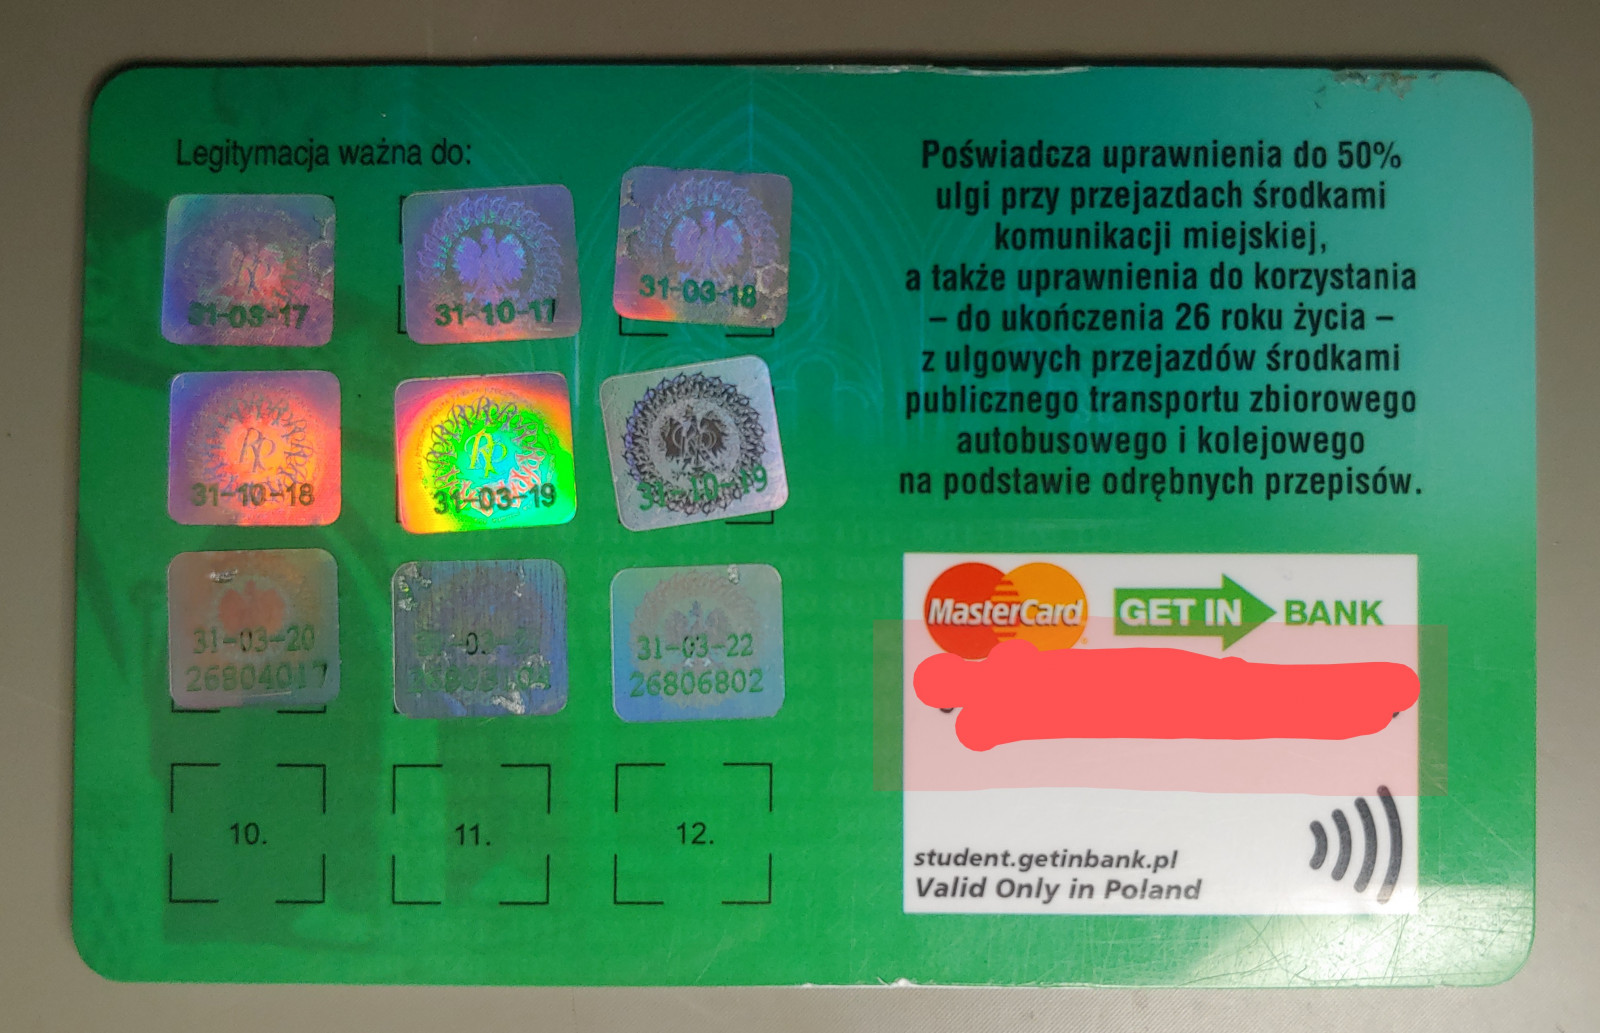 Legitymacja ważna do:
31-03-17
31-10-17
31-03-18
31-10-18
31-03-19
31-10-19
31-03-20
26804017
-03-
31-03-22
26806802
10.
11.
12.
Poświadcza uprawnienia do 50%
ulgi przy przejazdach środkami
komunikacji miejskiej,
a także uprawnienia do korzystania
– do ukończenia 26 roku życia –
z ulgowych przejazdów środkami
publicznego transportu zbiorowego
autobusowego i kolejowego
na podstawie odrębnych przepisów.
MasterCard
GET IN BANK
student.getinbank.pl
Valid Only in Poland